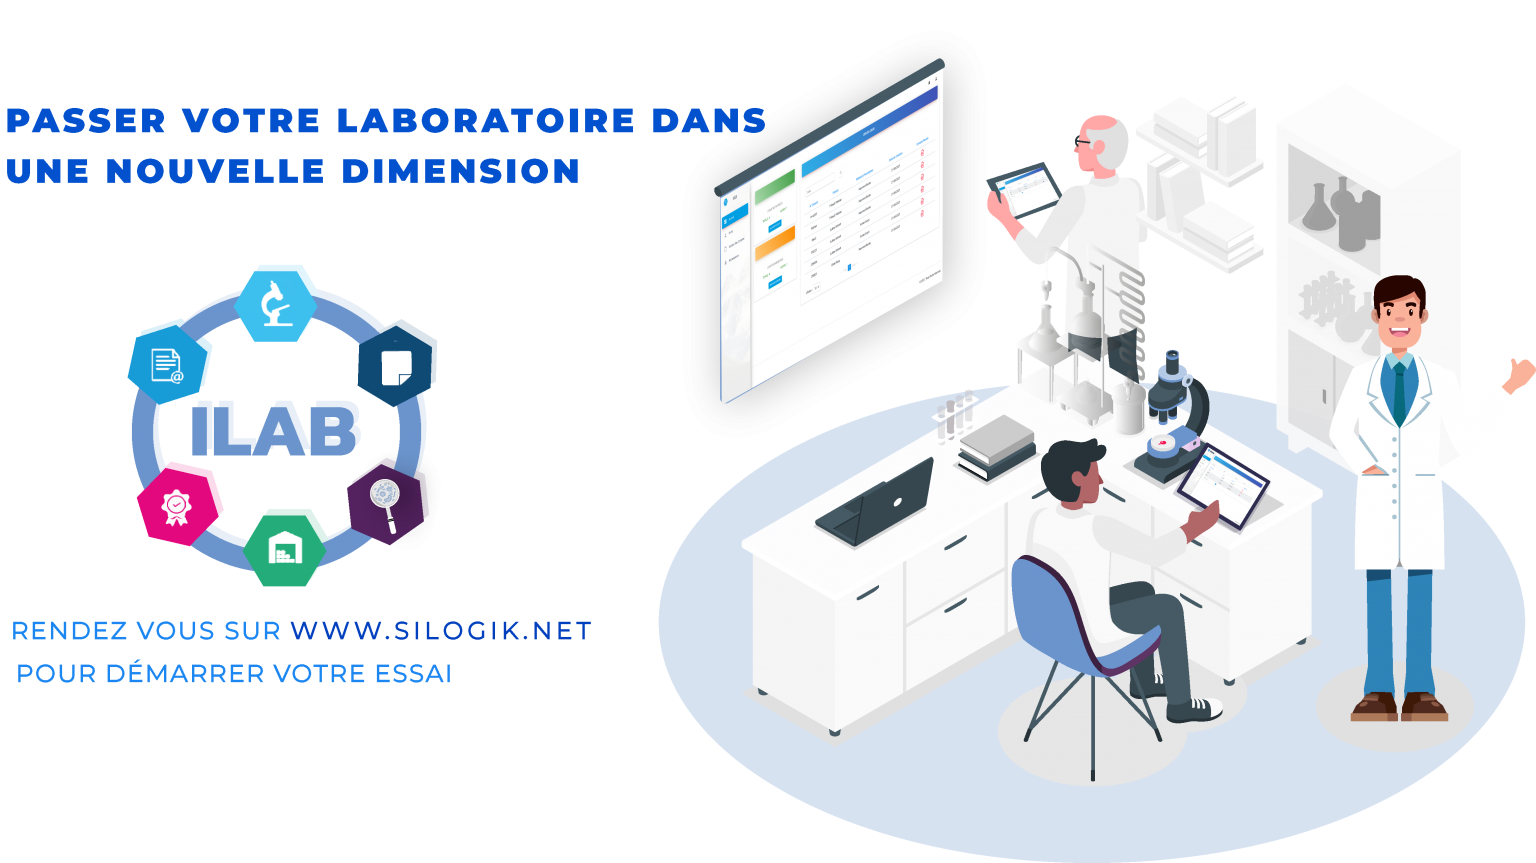 PASSER VOTRE LABORATOIRE DANS
UNE NOUVELLE DIMENSION
ILAB
RENDEZ VOUS SUR WWW.SILOGIK.NET
POUR DÉMARRER VOTRE ESSAI